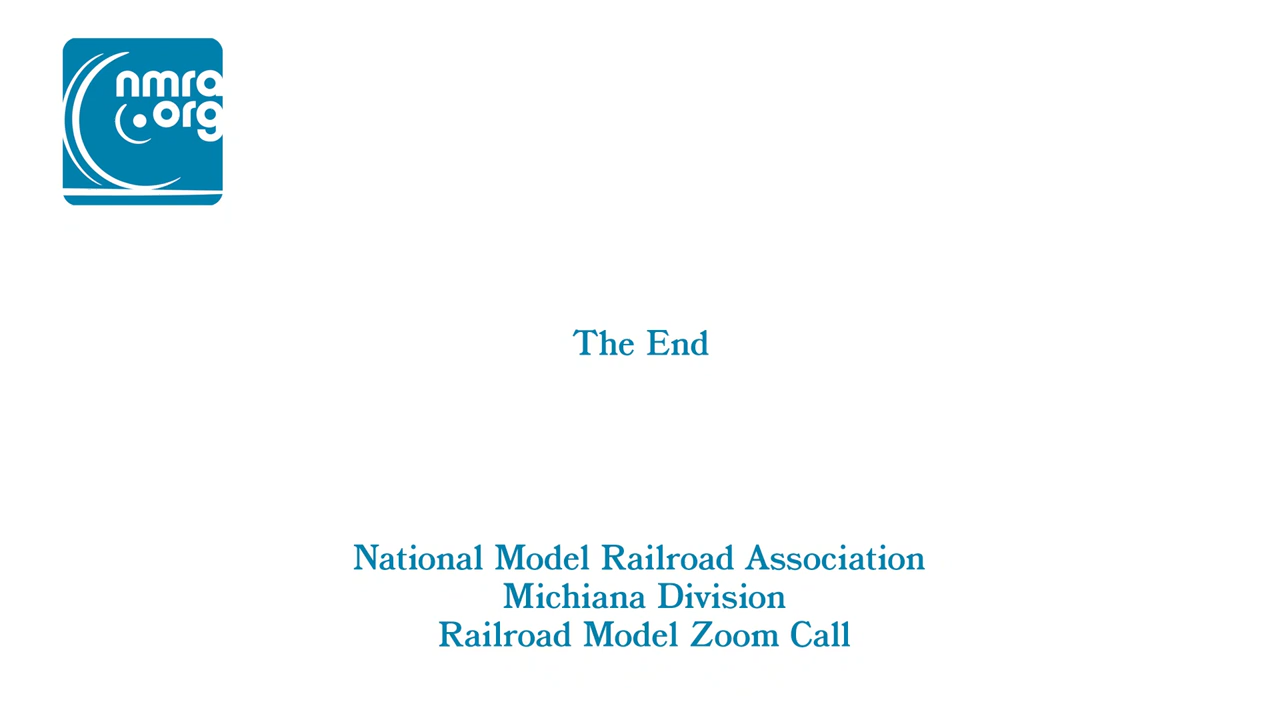 nmra
.org
The End
National Model Railroad Association
Michiana Division
Railroad Model Zoom Call